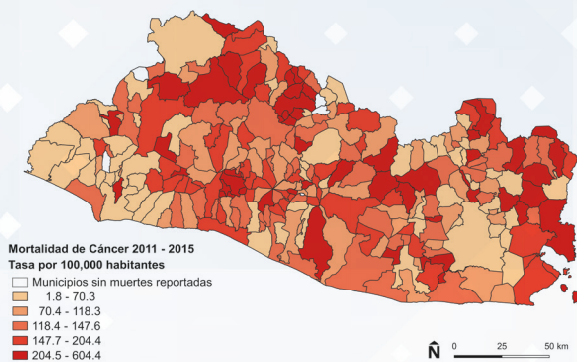 Mortalidad de Cáncer 2011 - 2015
Tasa por 100,000 habitantes
Municipios sin muertes reportadas
1.8 - 70.3
70.4 - 118.3
118.4 - 147.6
147.7 - 204.4
204.5 - 604.4
N
0 25 50 km